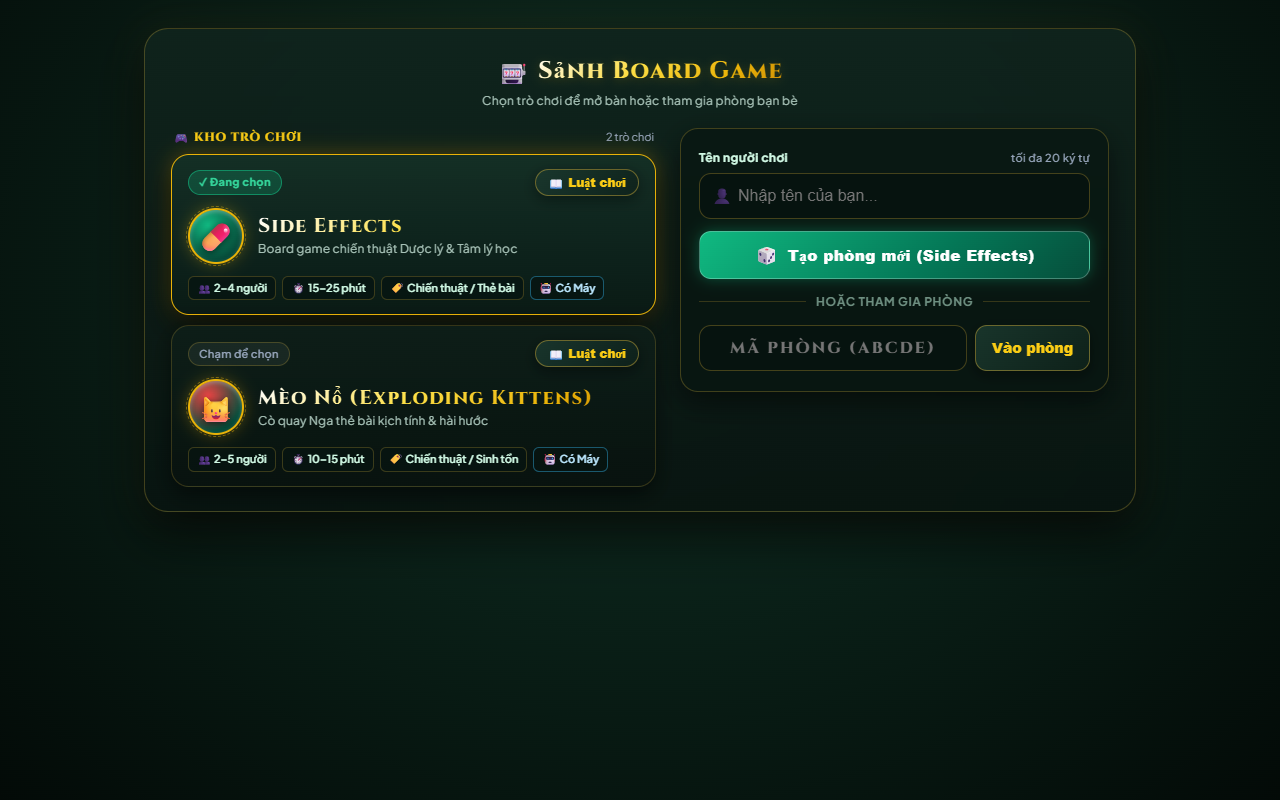 Sảnh Board Game
Chọn trò chơi để mở bàn hoặc tham gia phòng bạn bè
KHO TRÒ CHƠI
2 trò chơi
✓ Đang chọn
Luật chơi
Side Effects
Board game chiến thuật Dược lý & Tâm lý học
2–4 người
15–25 phút
Chiến thuật / Thẻ bài
Có Máy
Chạm để chọn
Luật chơi
Mèo Nổ (Exploding Kittens)
Cò quay Nga thẻ bài kịch tính & hài hước
2–5 người
10–15 phút
Chiến thuật / Sinh tồn
Có Máy
Tên người chơi
tối đa 20 ký tự
Nhập tên của bạn...
Tạo phòng mới (Side Effects)
HOẶC THAM GIA PHÒNG
MÃ PHÒNG (ABCDE)
Vào phòng